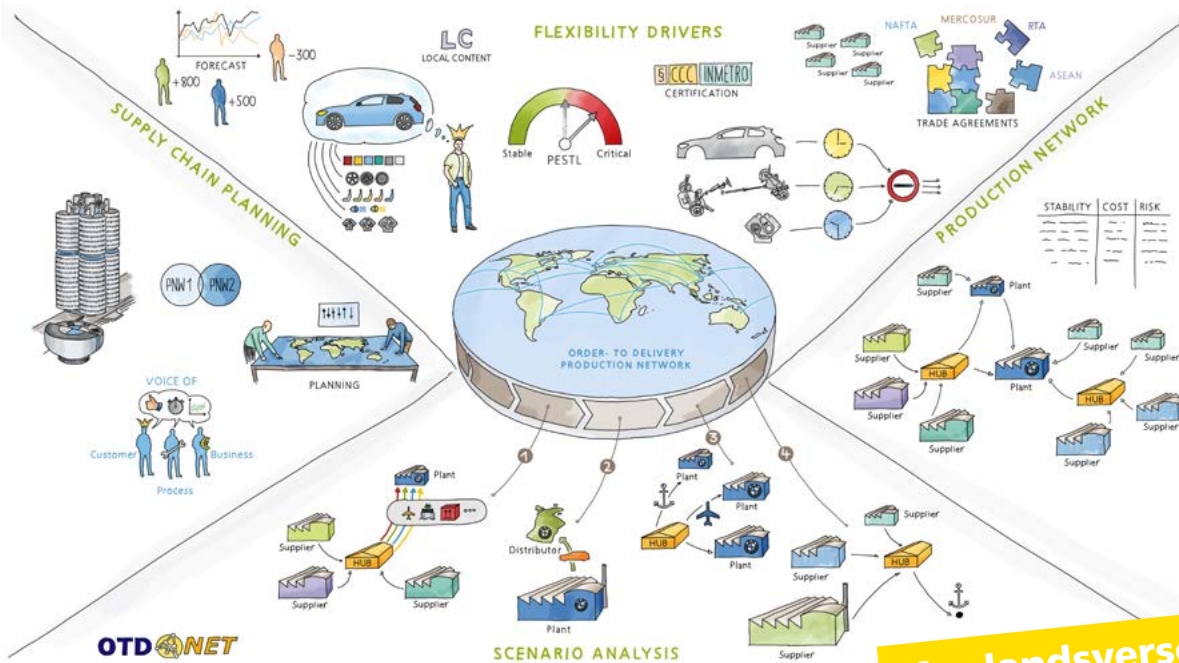 FLEXIBILITY DRIVERS
FORECAST
-300
+800
+500
LC
LOCAL CONTENT
Stable
PESTL
Critical
§ CCC INMETRO
CERTIFICATION
Supplier
Supplier
Supplier
Supplier
NAFTA
MERCOSUR
RTA
ASEAN
TRADE AGREEMENTS
SUPPLY CHAIN PLANNING
PNW1
PNW2
PLANNING
VOICE OF
Customer
Business
Process
ORDER- TO DELIVERY
PRODUCTION NETWORK
PRODUCTION NETWORK
STABILITY COST RISK
Supplier
Plant
Supplier
HUB
Plant
Supplier
Supplier
Supplier
Supplier
HUB
Supplier
Supplier
1
2
3
4
Plant
Supplier
HUB
Supplier
Supplier
Distributor
Plant
Plant
HUB
Plant
Plant
Supplier
Supplier
HUB
Supplier
OTD NET
SCENARIO ANALYSIS